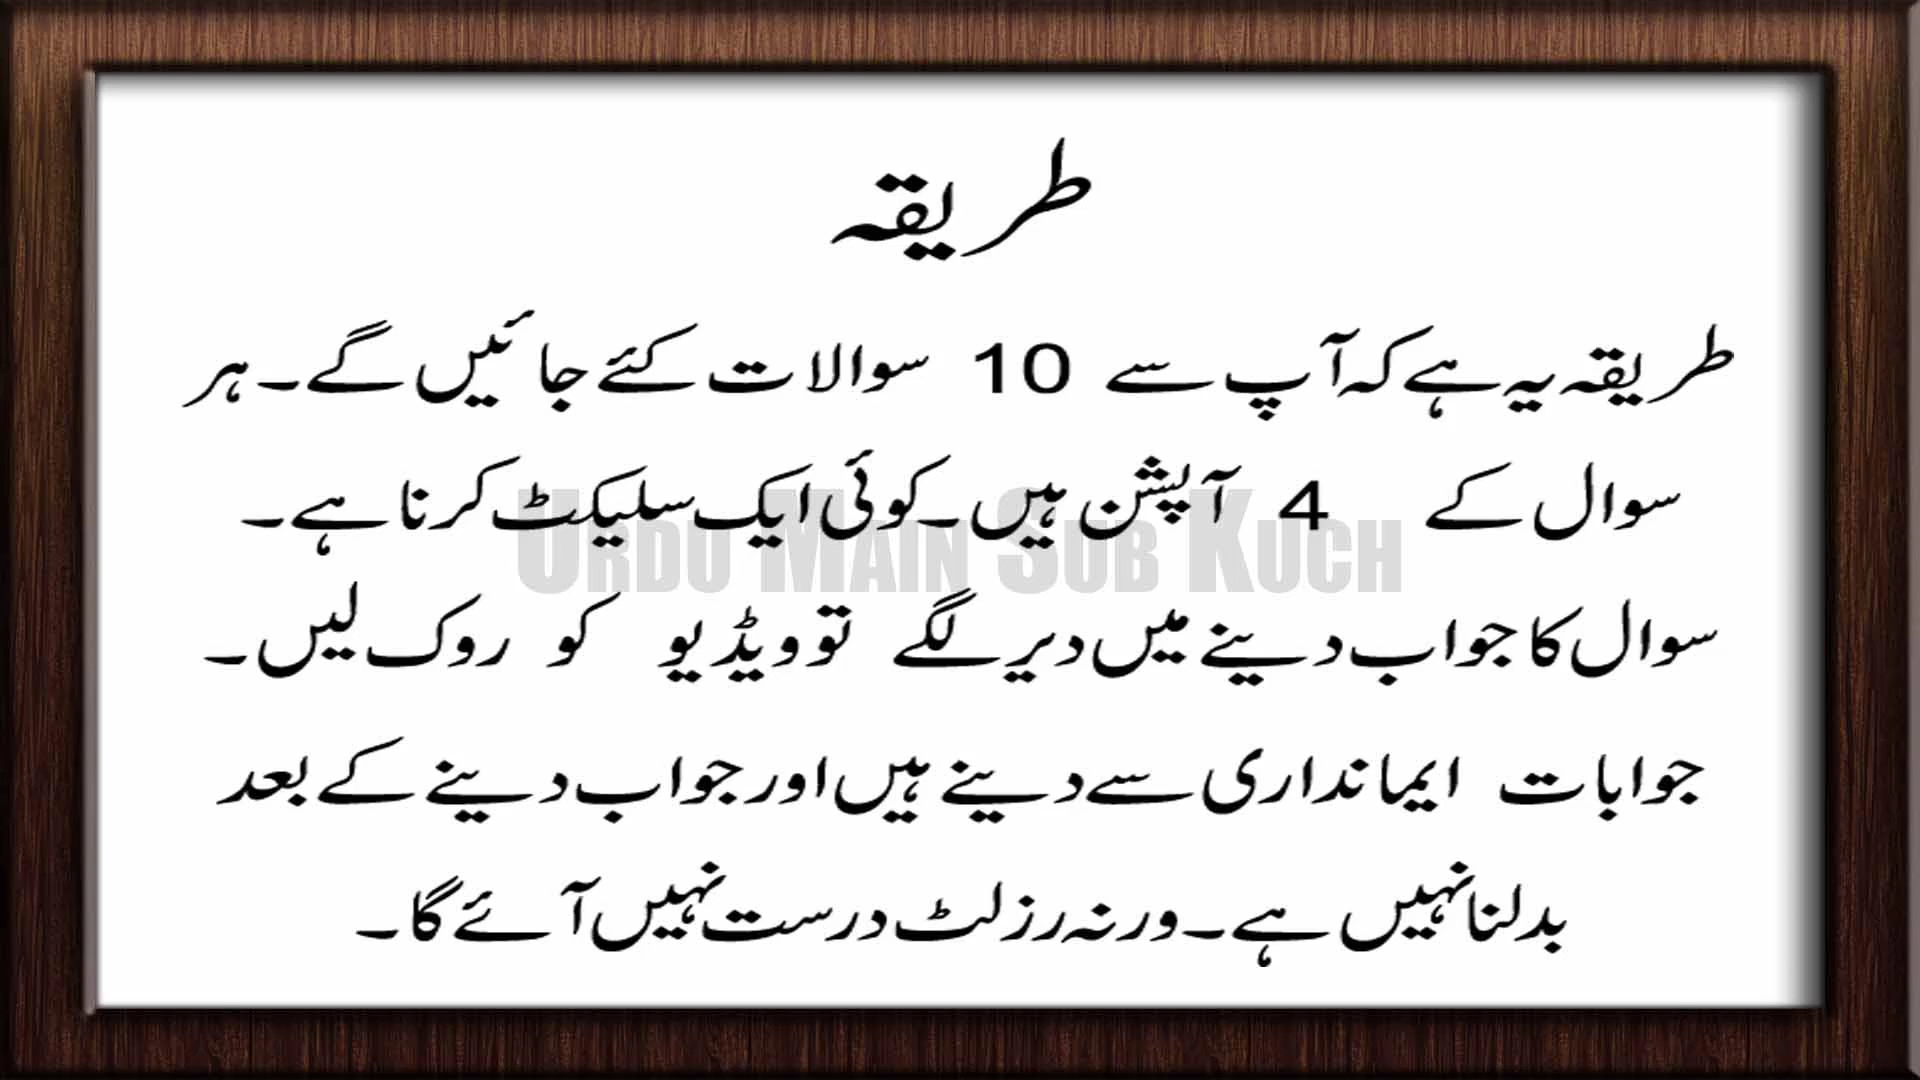 طریقہ
طریقہ یہ ہے کہ آپ سے 10 سوالات کئے جائیں گے۔ ہر
سوال کے 4 آپشن ہیں۔ کوئی ایک سلیکٹ کرنا ہے۔
URDU MAIN SUB KUCH
سوال کا جواب دینے میں دیر لگے تو ویڈیو کو روک لیں۔
جوابات ایمانداری سے دینے ہیں اور جواب دینے کے بعد
بدلنا نہیں ہے۔ ورنہ رزلٹ درست نہیں آئے گا۔